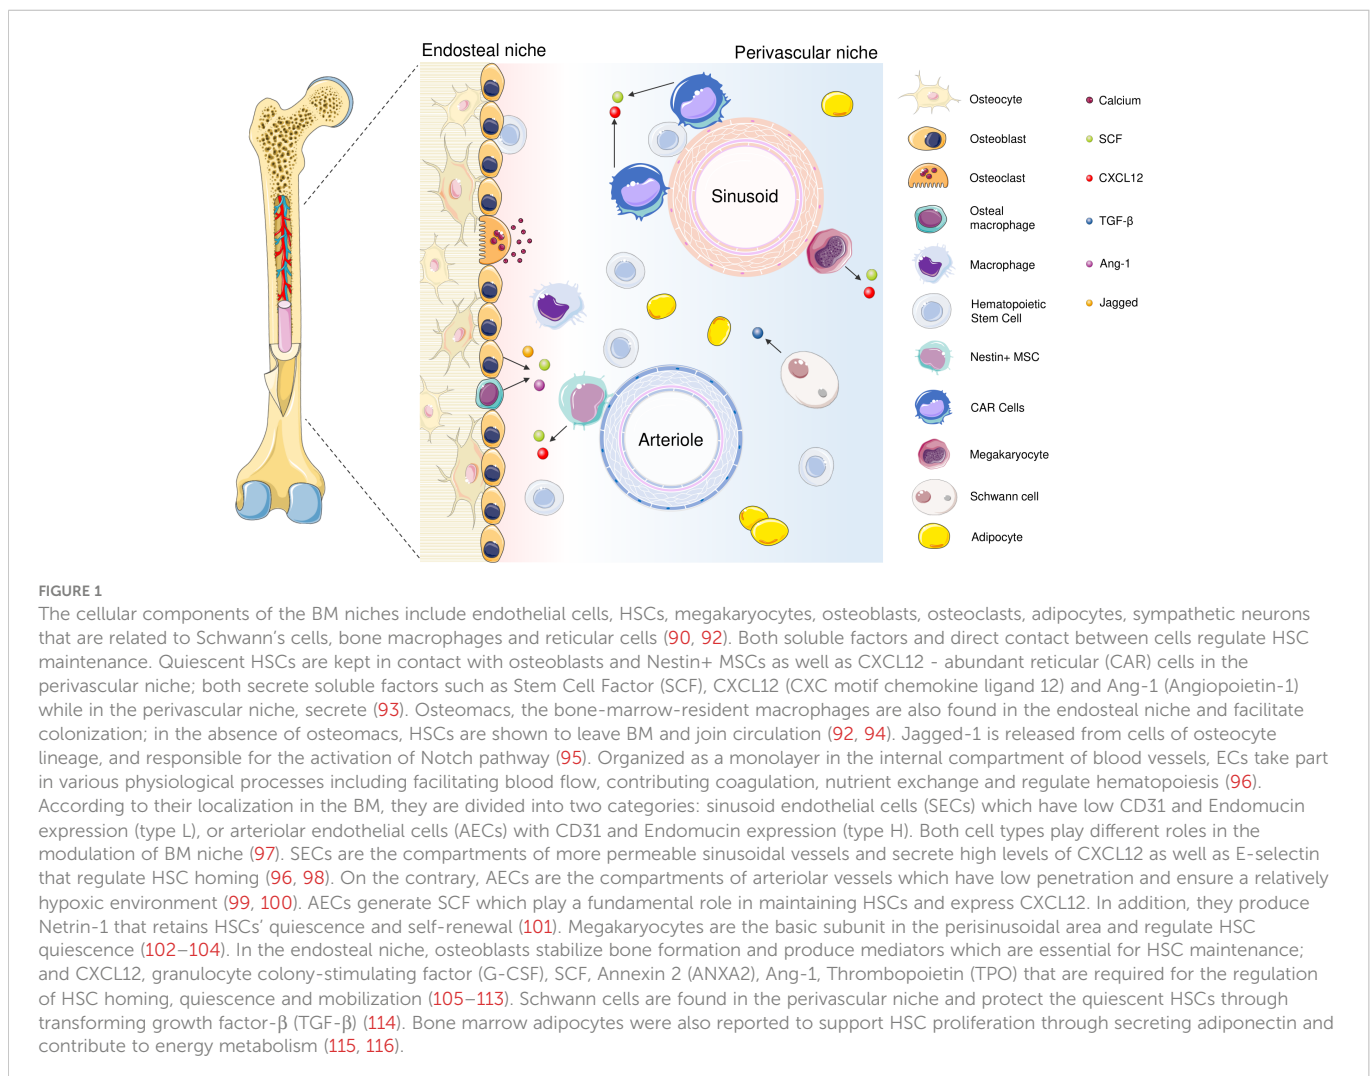 Endosteal niche
Perivascular niche
Sinusoid
Arteriole
Osteocyte
Osteoblast
Osteoclast
Osteal
macrophage
Macrophage
Hematopoietic
Stem Cell
Nestin+ MSC
CAR Cells
Megakaryocyte
Schwann cell
Adipocyte
Calcium
SCF
CXCL12
TGF-β
Ang-1
Jagged
FIGURE 1
The cellular components of the BM niches include endothelial cells, HSCs, megakaryocytes, osteoblasts, osteoclasts, adipocytes, sympathetic neurons
that are related to Schwann's cells, bone macrophages and reticular cells (90, 92). Both soluble factors and direct contact between cells regulate HSC
maintenance. Quiescent HSCs are kept in contact with osteoblasts and Nestin+ MSCs as well as CXCL12 - abundant reticular (CAR) cells in the
perivascular niche; both secrete soluble factors such as Stem Cell Factor (SCF), CXCL12 (CXC motif chemokine ligand 12) and Ang-1 (Angiopoietin-1)
while in the perivascular niche, secrete (93). Osteomacs, the bone-marrow-resident macrophages are also found in the endosteal niche and facilitate
colonization; in the absence of osteomacs, HSCs are shown to leave BM and join circulation (92, 94). Jagged-1 is released from cells of osteocyte
lineage, and responsible for the activation of Notch pathway (95). Organized as a monolayer in the internal compartment of blood vessels, ECs take part
in various physiological processes including facilitating blood flow, contributing coagulation, nutrient exchange and regulate hematopoiesis (96).
According to their localization in the BM, they are divided into two categories: sinusoid endothelial cells (SECs) which have low CD31 and Endomucin
expression (type L), or arteriolar endothelial cells (AECs) with CD31 and Endomucin expression (type H). Both cell types play different roles in the
modulation of BM niche (97). SECs are the compartments of more permeable sinusoidal vessels and secrete high levels of CXCL12 as well as E-selectin
that regulate HSC homing (96, 98). On the contrary, AECs are the compartments of arteriolar vessels which have low penetration and ensure a relatively
hypoxic environment (99, 100). AECs generate SCF which play a fundamental role in maintaining HSCs and express CXCL12. In addition, they produce
Netrin-1 that retains HSCs' quiescence and self-renewal (101). Megakaryocytes are the basic subunit in the perisinusoidal area and regulate HSC
quiescence (102–104). In the endosteal niche, osteoblasts stabilize bone formation and produce mediators which are essential for HSC maintenance;
and CXCL12, granulocyte colony-stimulating factor (G-CSF), SCF, Annexin 2 (ANXA2), Ang-1, Thrombopoietin (TPO) that are required for the regulation
of HSC homing, quiescence and mobilization (105–113). Schwann cells are found in the perivascular niche and protect the quiescent HSCs through
transforming growth factor-β (TGF-β) (114). Bone marrow adipocytes were also reported to support HSC proliferation through secreting adiponectin and
contribute to energy metabolism (115, 116).